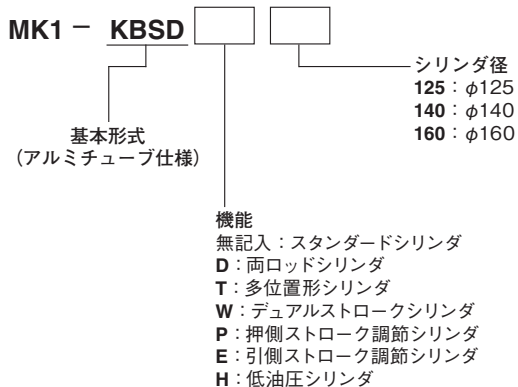 MK1－ KBSD
シリンダ径
125：φ125
140：φ140
160：φ160
基本形式
（アルミチューブ仕様）
機能
無記入：スタンダードシリンダ
D：両ロッドシリンダ
T：多位置形シリンダ
W：デュアルストロークシリンダ
P：押側ストローク調節シリンダ
E：引側ストローク調節シリンダ
H：低油圧シリンダ